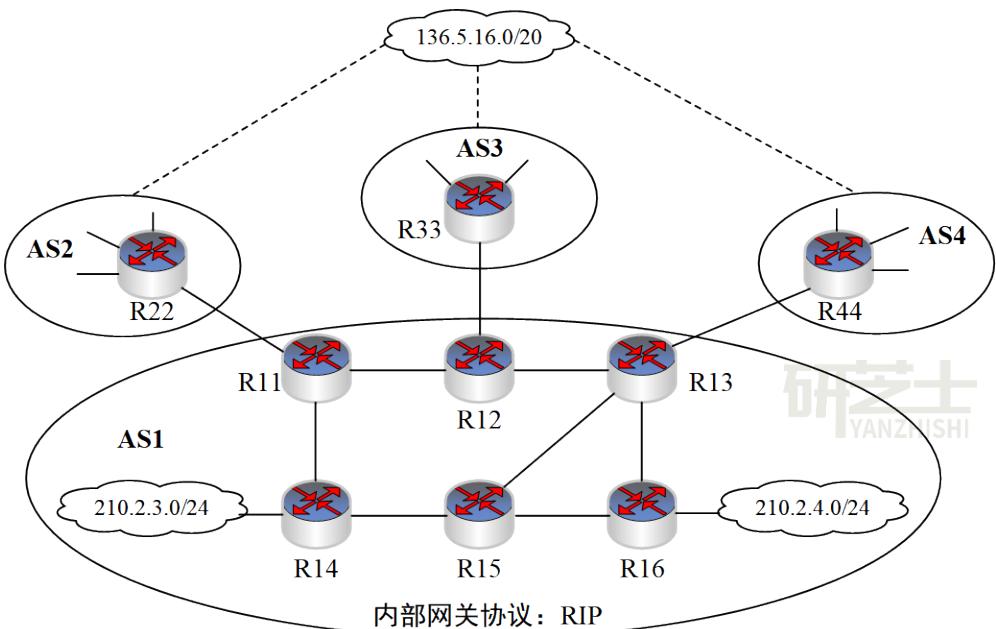 136.5.16.0/20
AS3
R33
AS2
R22
AS4
R44
R11
R12
R13
研芝士
YANZHISHI
AS1
210.2.3.0/24
210.2.4.0/24
R14
R15
R16
内部网关协议：RIP